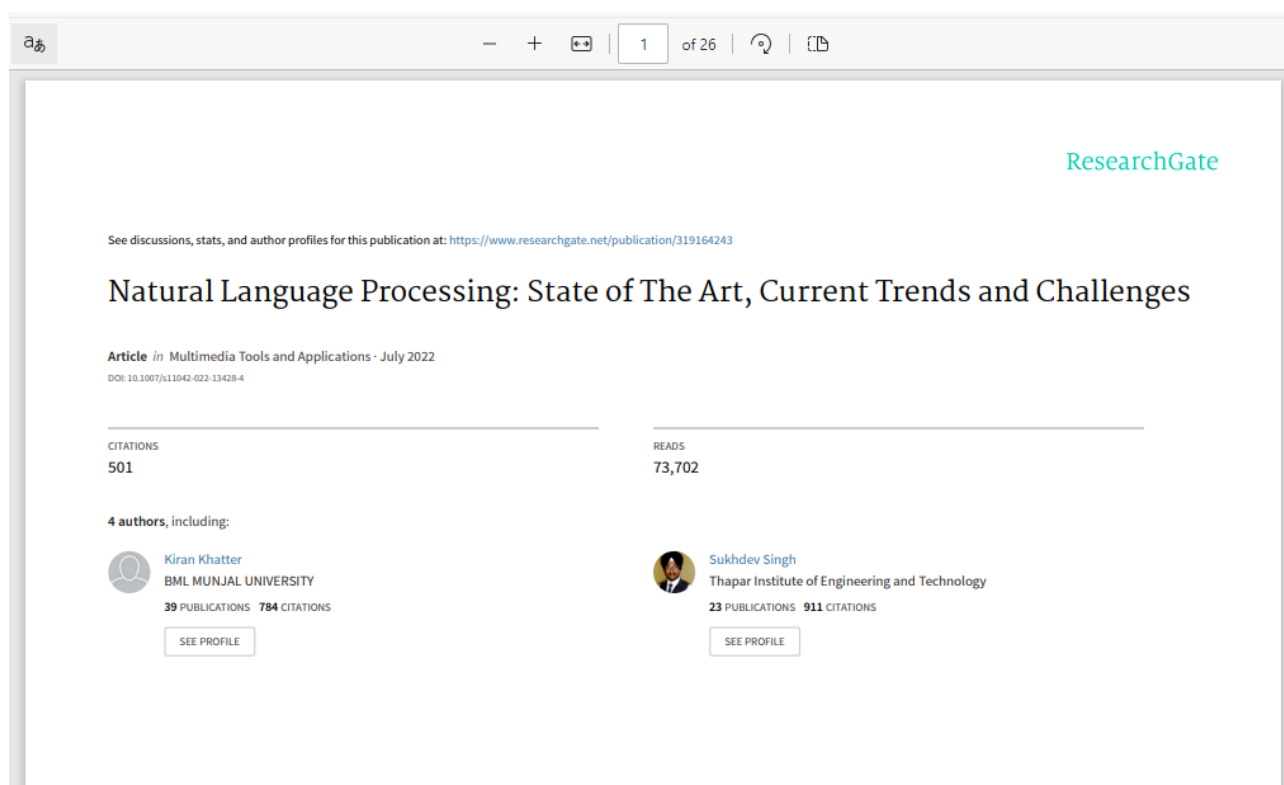 aあ
1 of 26
ResearchGate
See discussions, stats, and author profiles for this publication at: https://www.researchgate.net/publication/319164243
Natural Language Processing: State of The Art, Current Trends and Challenges
Article in Multimedia Tools and Applications · July 2022
DOI: 10.1007/s11042-022-13428-4
CITATIONS
501
READS
73,702
4 authors, including:
Kiran Khatter
BML MUNJAL UNIVERSITY
39 PUBLICATIONS 784 CITATIONS
SEE PROFILE
Sukhdev Singh
Thapar Institute of Engineering and Technology
23 PUBLICATIONS 911 CITATIONS
SEE PROFILE